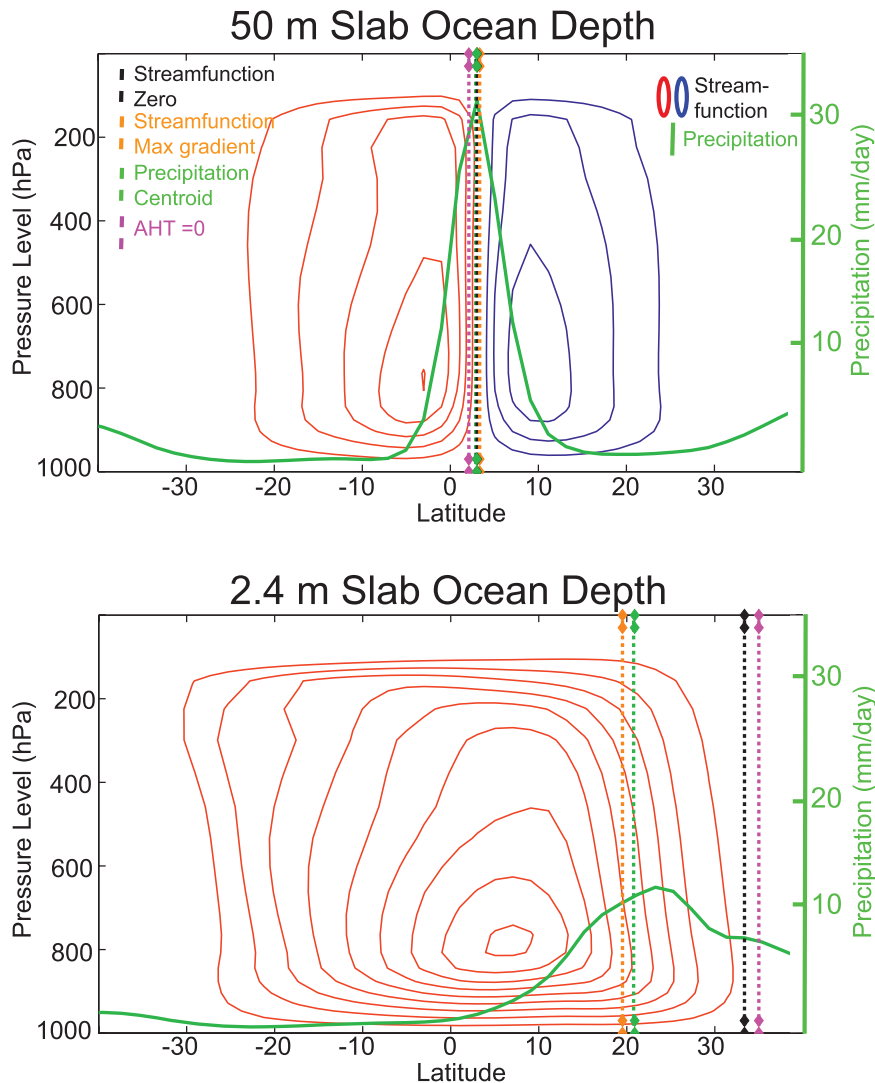 50 m Slab Ocean Depth
Streamfunction
Zero
Streamfunction
Max gradient
Precipitation
Centroid
AHT =0
Stream-
function
Precipitation
Pressure Level (hPa)
200
400
600
800
1000
-30
-20
-10
0
10
20
30
Latitude
30
20
10
Precipitation (mm/day)
2.4 m Slab Ocean Depth
Pressure Level (hPa)
200
400
600
800
1000
-30
-20
-10
0
10
20
30
Latitude
30
20
10
Precipitation (mm/day)